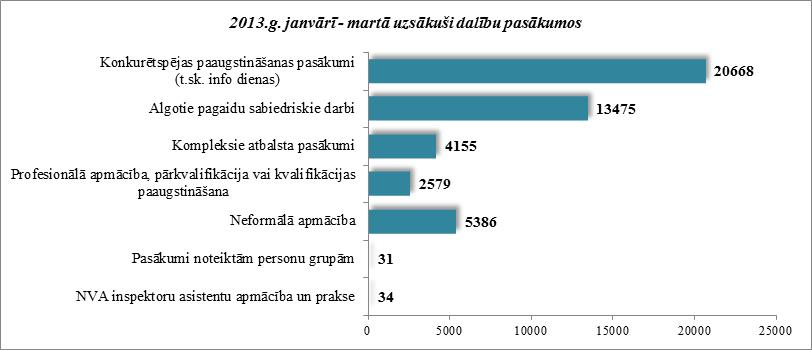 2013.g. janvārī - martā uzsākuši dalību pasākumos
Konkurētspējas paaugstināšanas pasākumi
(t.sk. info dienas)
20668
Algotie pagaidu sabiedriskie darbi
13475
Kompleksie atbalsta pasākumi
4155
Profesionālā apmācība, pārkvalifikācija vai kvalifikācijas
paaugstināšana
2579
Neformālā apmācība
5386
Pasākumi noteiktām personu grupām
31
NVA inspektoru asistentu apmācība un prakse
34
0 5000 10000 15000 20000 25000